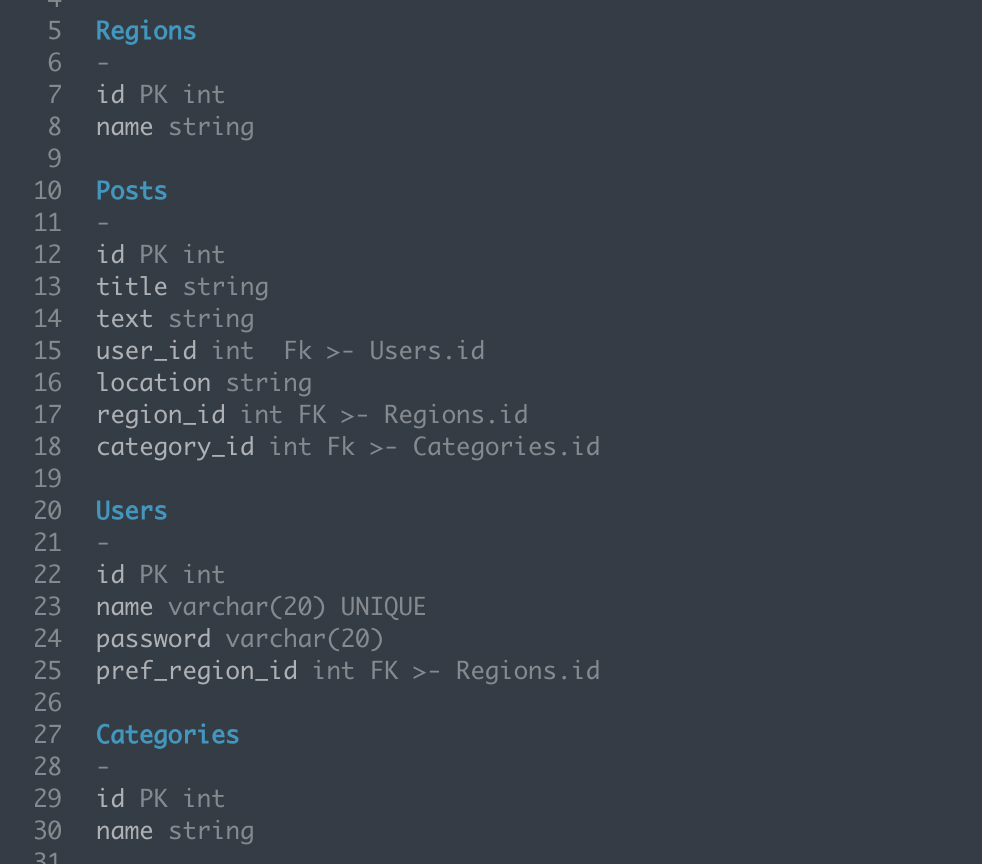 5 Regions
6 -
7 id PK int
8 name string
9
10 Posts
11 -
12 id PK int
13 title string
14 text string
15 user_id int  Fk >- Users.id
16 location string
17 region_id int FK >- Regions.id
18 category_id int Fk >- Categories.id
19
20 Users
21 -
22 id PK int
23 name varchar(20) UNIQUE
24 password varchar(20)
25 pref_region_id int FK >- Regions.id
26
27 Categories
28 -
29 id PK int
30 name string
31